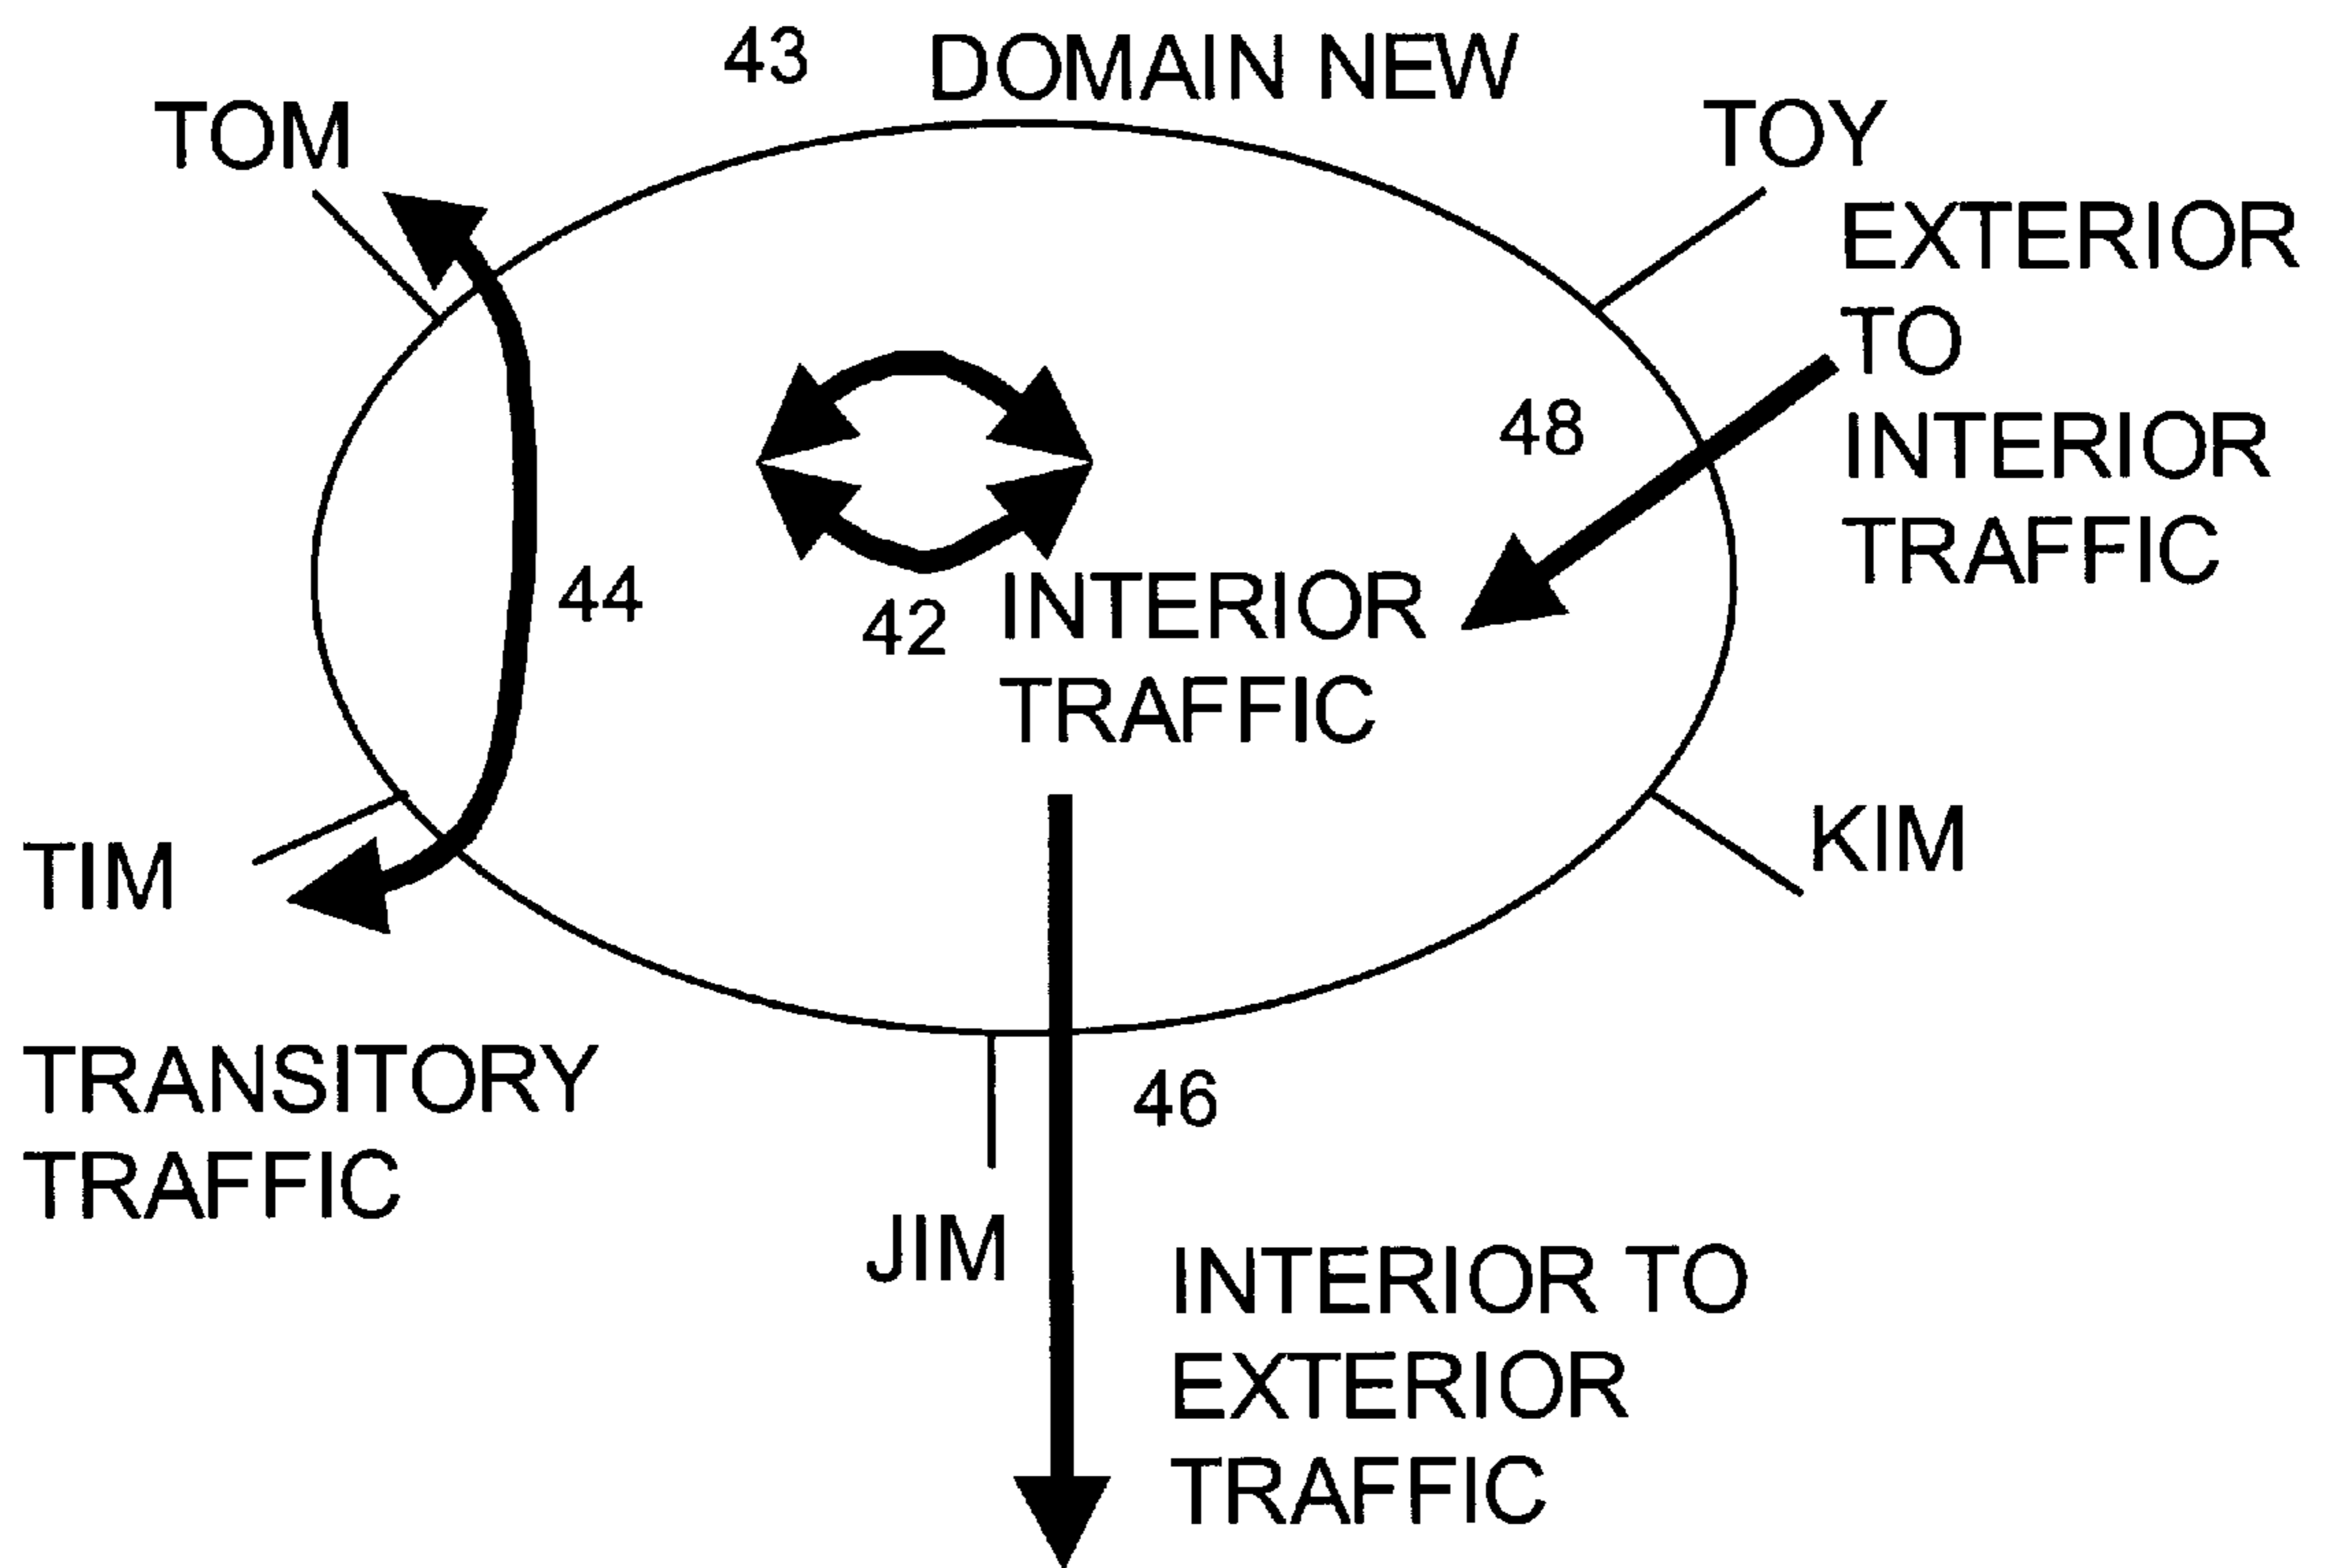 43 DOMAIN NEW
TOM
TOY
EXTERIOR
TO
INTERIOR
TRAFFIC
48
44
42
INTERIOR
TRAFFIC
TIM
KIM
TRANSITORY
TRAFFIC
46
JIM
INTERIOR TO
EXTERIOR
TRAFFIC